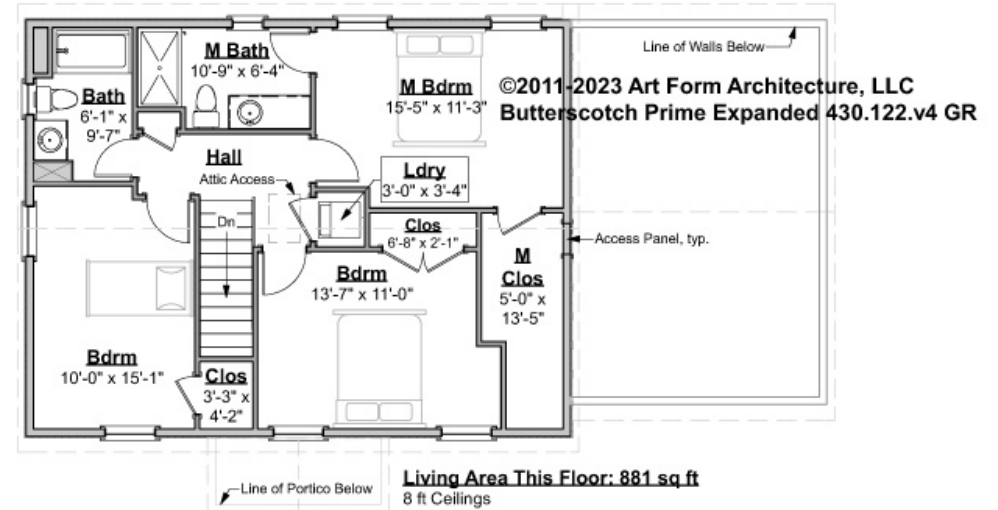 Line of Walls Below
M Bath
10'-9" x 6'-4"
M Bdrm
15'-5" x 11'-3"
©2011-2023 Art Form Architecture, LLC
Butterscotch Prime Expanded 430.122.v4 GR
Bath
6'-1" x
9'-7"
Hall
Attic Access
Ldry
3'-0" x 3'-4"
Dn
Clos
6'-8" x 2'-1"
Access Panel, typ.
M
Clos
5'-0" x
13'-5"
Bdrm
13'-7" x 11'-0"
Bdrm
10'-0" x 15'-1"
Clos
3'-3" x
4'-2"
Living Area This Floor: 881 sq ft
8 ft Ceilings
Line of Portico Below